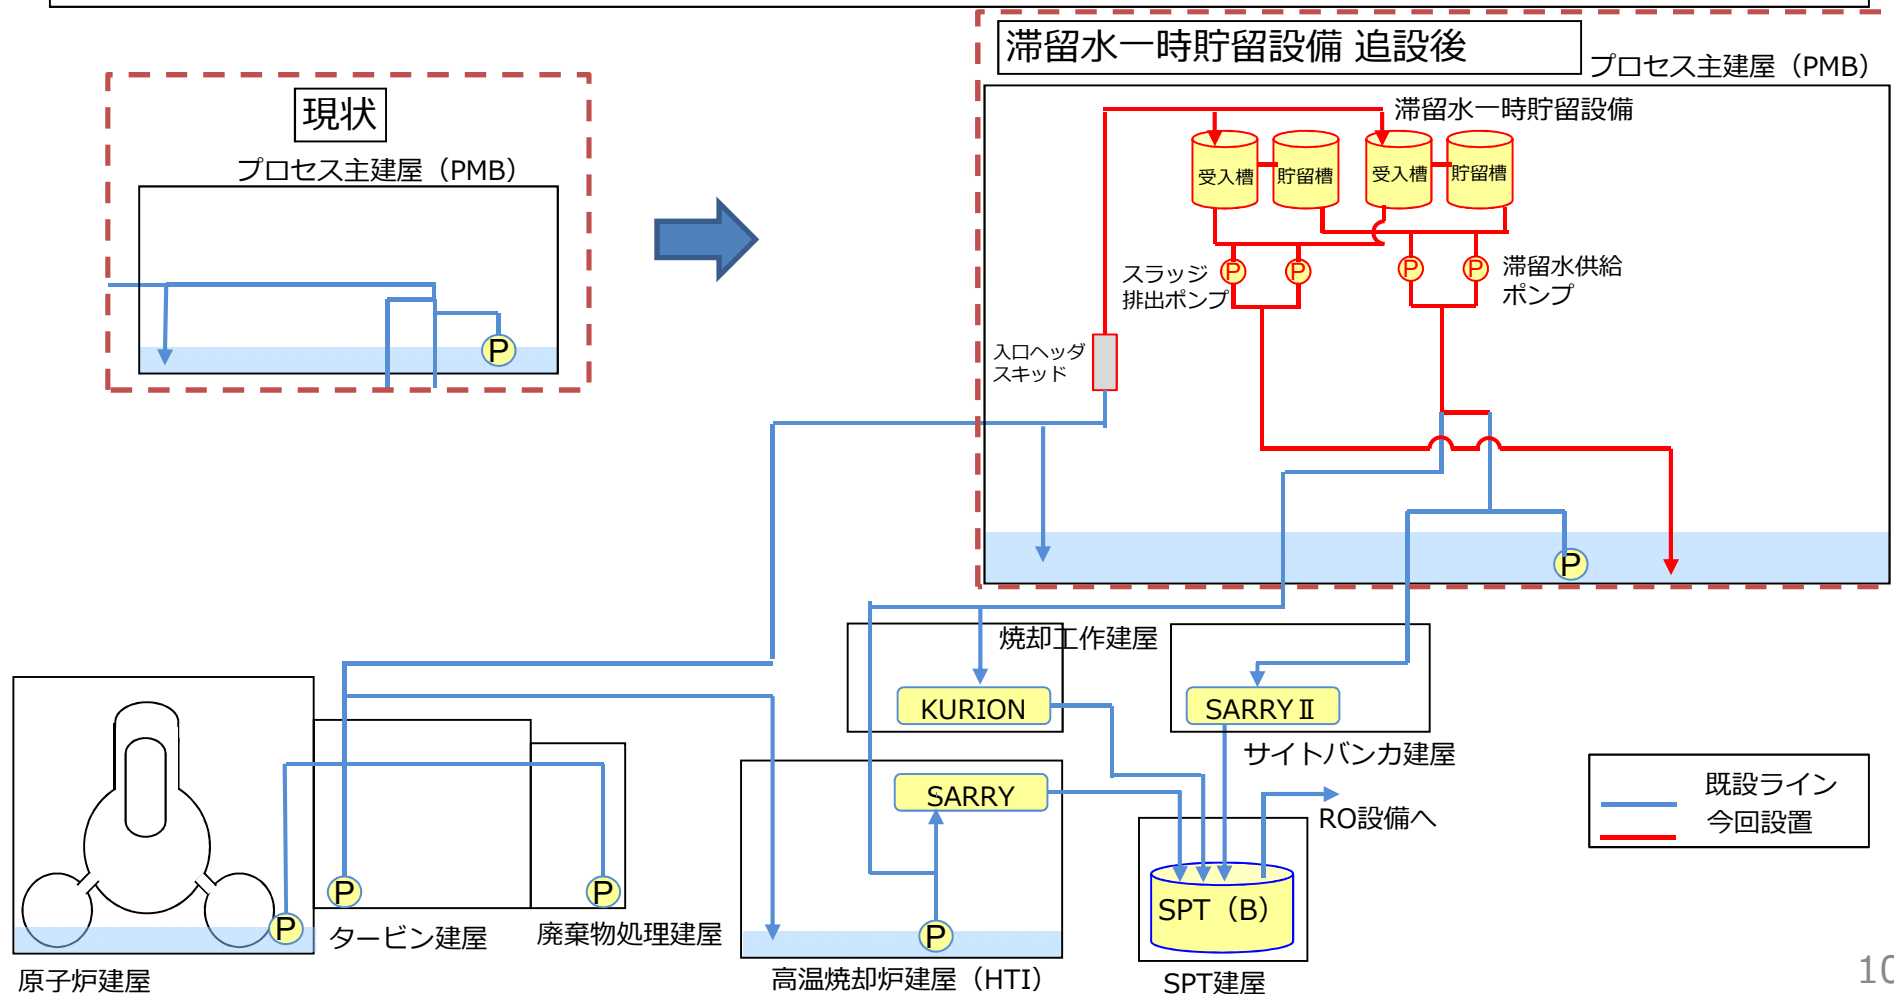 現状
プロセス主建屋（PMB）
P
滞留水一時貯留設備 追設後
プロセス主建屋（PMB）
滞留水一時貯留設備
受入槽
貯留槽
受入槽
貯留槽
スラッジ
排出ポンプ
P
P
P
P
滞留水供給
ポンプ
入口ヘッダ
スキッド
P
焼却工作建屋
KURION
SARRYⅡ
サイトバンカ建屋
SARRY
P
高温焼却炉建屋（HTI）
RO設備へ
SPT（B）
SPT建屋
P
原子炉建屋
P
タービン建屋
P
廃棄物処理建屋
既設ライン
今回設置
10